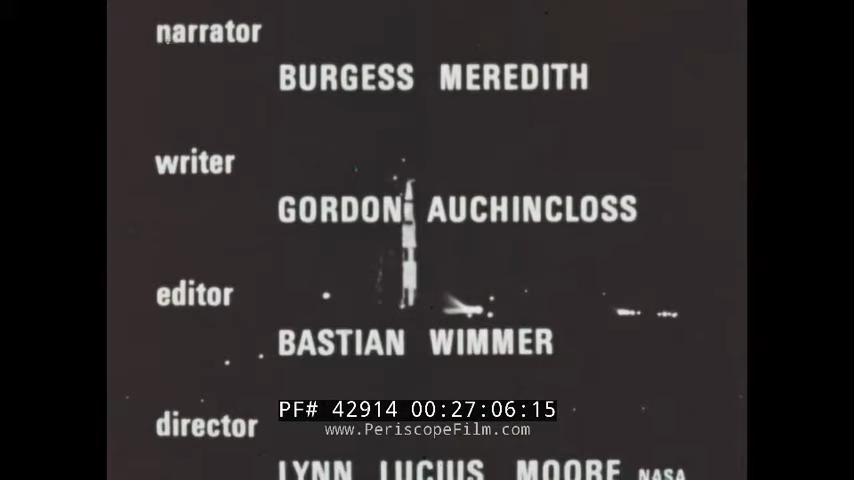 narrator
BURGESS MEREDITH
writer
GORDON AUCHINCLOSS
editor
BASTIAN WIMMER
PF# 42914 00:27:06:15
director
www.PeriscopeFilm.com
LYNN LUCIUS MOORE NASA